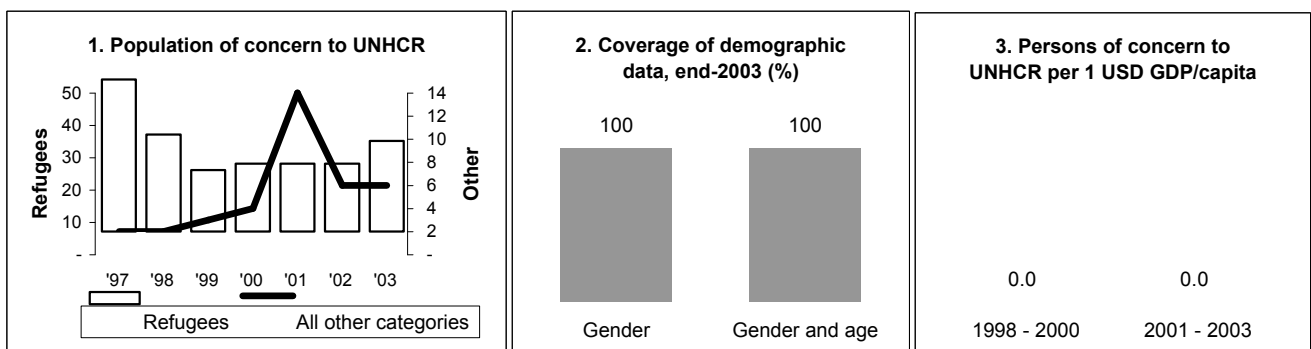 1. Population of concern to UNHCR
Refugees
50
40
30
20
10
-
14
12
10
8
6
4
2
-
Other
'97 '98 '99 '00 '01 '02 '03
Refugees All other categories
2. Coverage of demographic
data, end-2003 (%)
100 100
Gender Gender and age
3. Persons of concern to
UNHCR per 1 USD GDP/capita
0.0 0.0
1998 - 2000 2001 - 2003